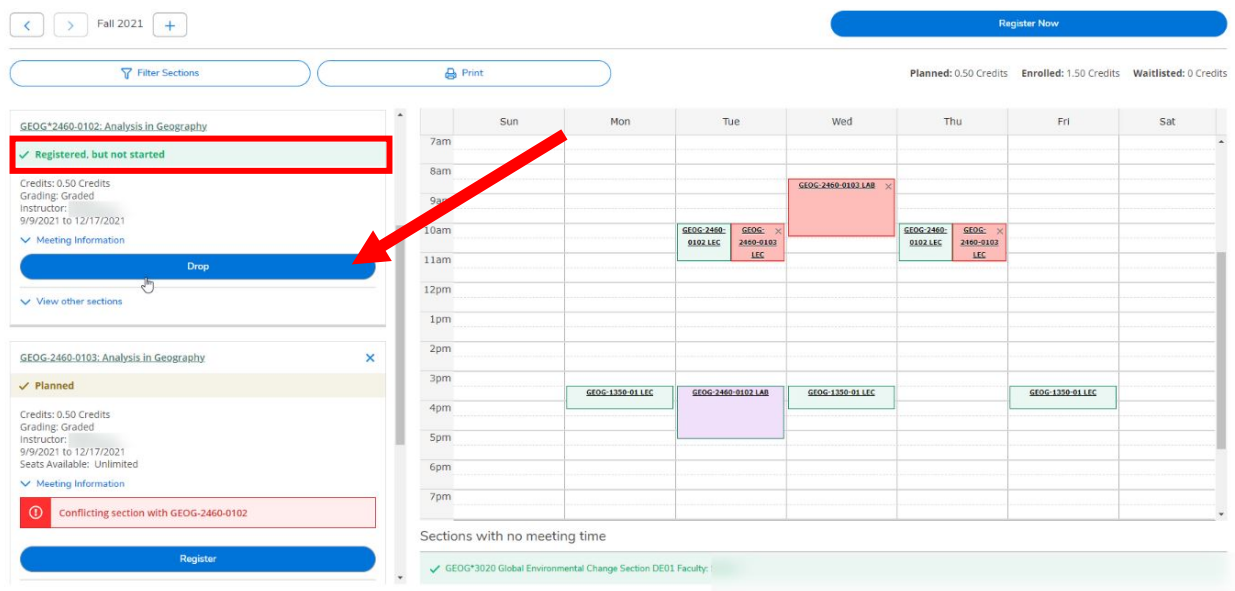 Fall 2021
Register Now
Filter Sections
Print
Planned: 0.50 Credits Enrolled: 1.50 Credits Waitlisted: 0 Credits
GEOG*2460-0102: Analysis in Geography
Registered, but not started
Credits: 0.50 Credits
Grading: Graded
Instructor:
9/9/2021 to 12/17/2021
Meeting Information
Drop
View other sections
GEOG-2460-0103: Analysis in Geography
Planned
Credits: 0.50 Credits
Grading: Graded
Instructor:
9/9/2021 to 12/17/2021
Seats Available: Unlimited
Meeting Information
Conflicting section with GEOG-2460-0102
Register
Sun Mon Tue Wed Thu Fri Sat
7am
8am
GEOG-2460-0103 LAB
9am
10am
GEOG-2460-
0102 LEC
GEOG-
2460-0103
LEC
GEOG-2460-
0102 LEC
GEOG-
2460-0103
LEC
11am
12pm
1pm
2pm
3pm
GEOG-1350-01 LEC GEOG-2460-0102 LAB GEOG-1350-01 LEC GEOG-1350-01 LEC
4pm
5pm
6pm
7pm
Sections with no meeting time
GEOG*3020 Global Environmental Change Section DE01 Faculty: